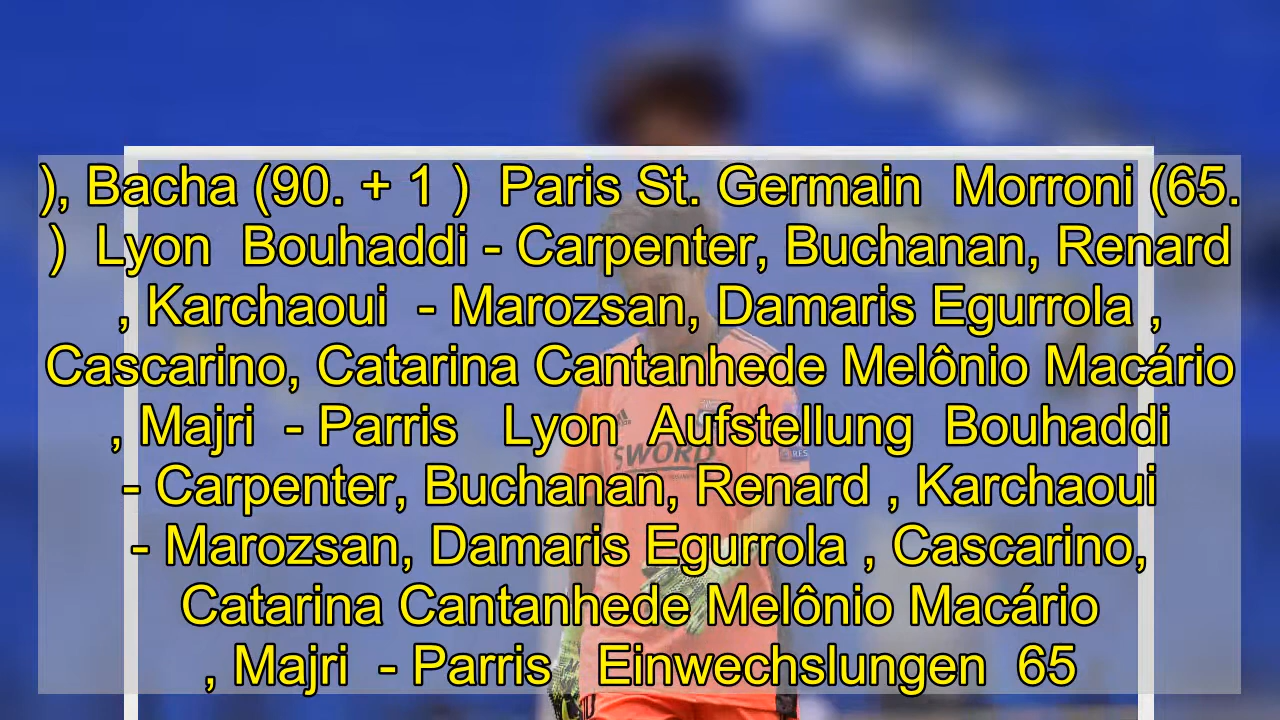 ), Bacha (90. + 1 )  Paris St. Germain  Morroni (65.
)  Lyon  Bouhaddi - Carpenter, Buchanan, Renard
, Karchaoui  - Marozsan, Damaris Egurrola ,
Cascarino, Catarina Cantanhede Melônio Macário
, Majri  - Parris   Lyon  Aufstellung  Bouhaddi
- Carpenter, Buchanan, Renard , Karchaoui
- Marozsan, Damaris Egurrola , Cascarino,
Catarina Cantanhede Melônio Macário
, Majri  - Parris   Einwechslungen  65
SWORD
RES